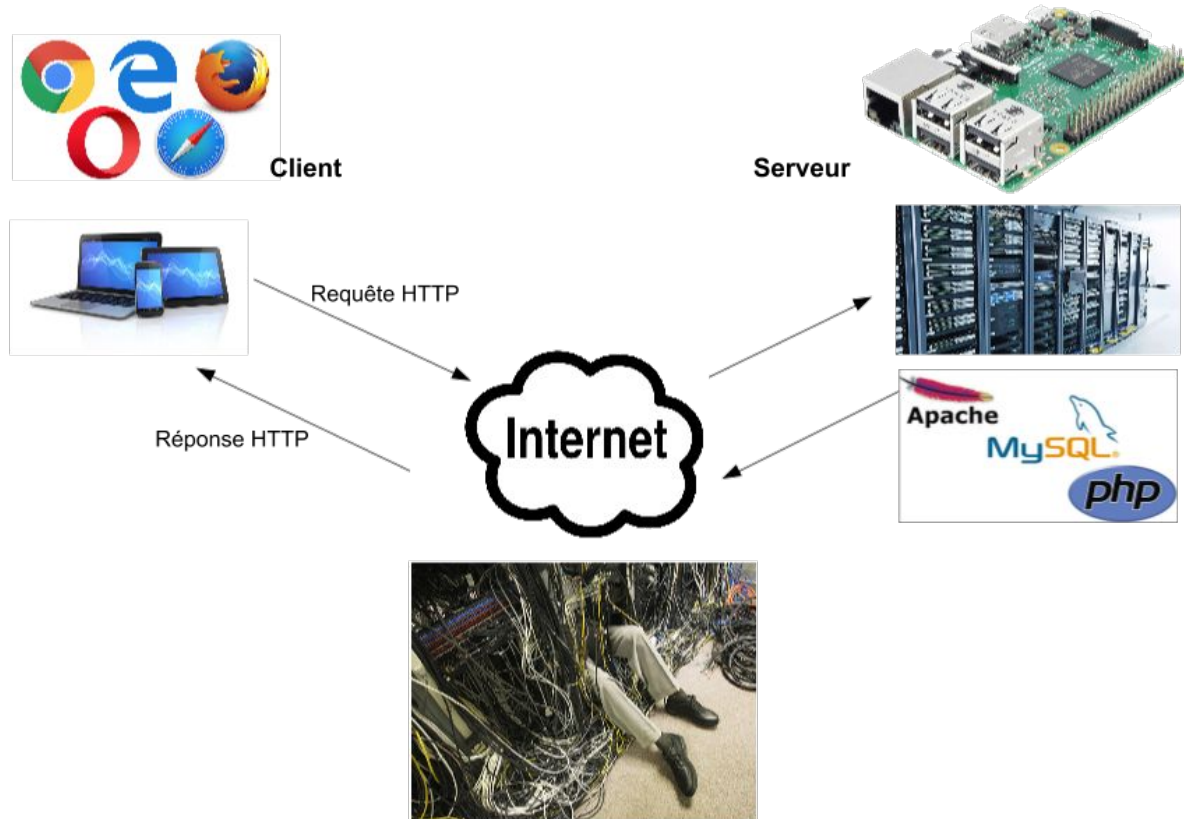 Client
Serveur
Requête HTTP
Internet
Réponse HTTP
Apache
MySQL
php